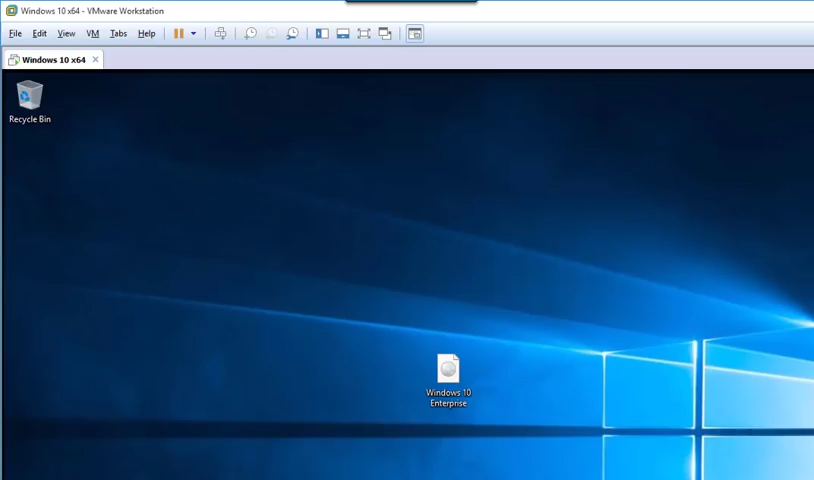 Windows 10 x64 - VMware Workstation
File Edit View VM Tabs Help
Windows 10 x64
Recycle Bin
Windows 10
Enterprise